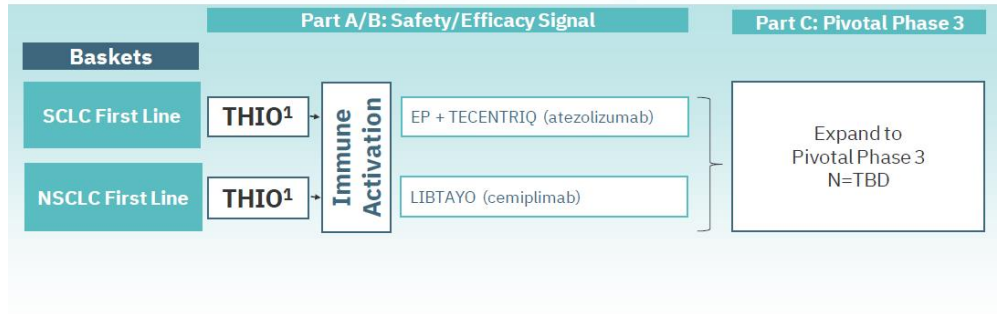 Part A/B: Safety/Efficacy Signal
Part C: Pivotal Phase 3
Baskets
SCLC First Line
THIO¹
Immune
Activation
EP + TECENTRIQ (atezolizumab)
Expand to
Pivotal Phase 3
N=TBD
NSCLC First Line
THIO¹
LIBTAYO (cemiplimab)